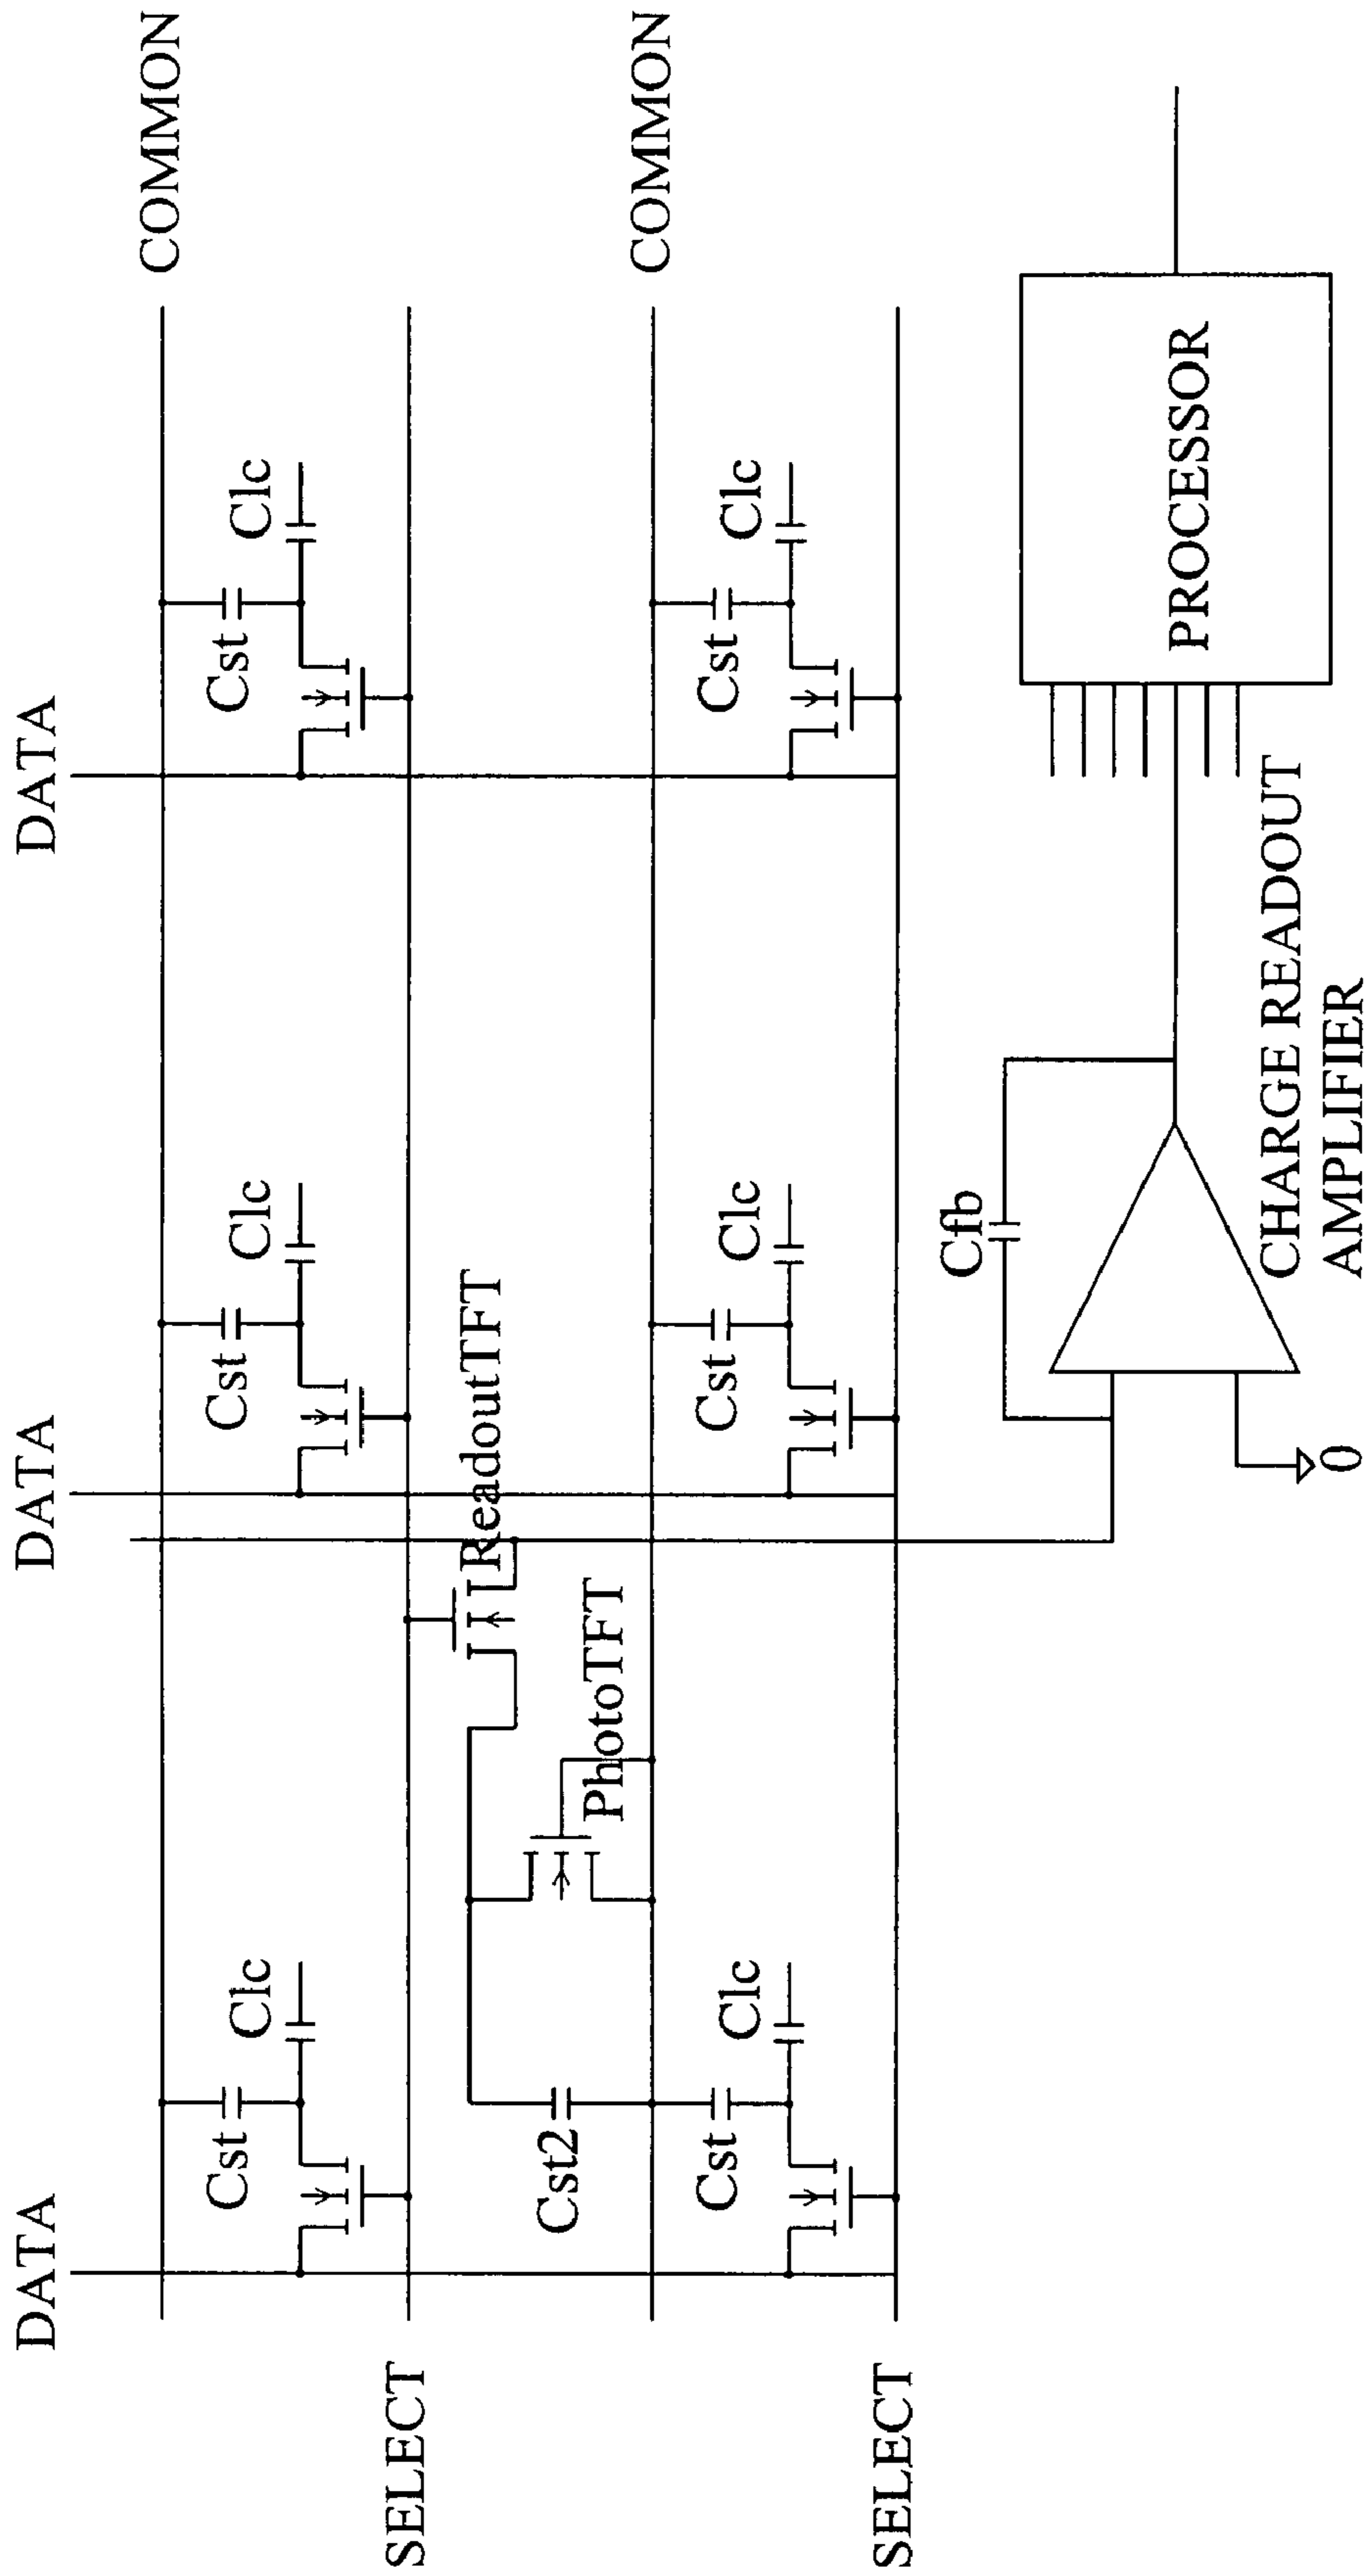 DATA
DATA
DATA
COMMON
Cst
Clc
Cst
Clc
Cst
Clc
SELECT
ReadoutTFT
PhotoTFT
Cst2
COMMON
Cst
Clc
Cst
Clc
Cst
Clc
SELECT
Cfb
PROCESSOR
0
CHARGE READOUT
AMPLIFIER